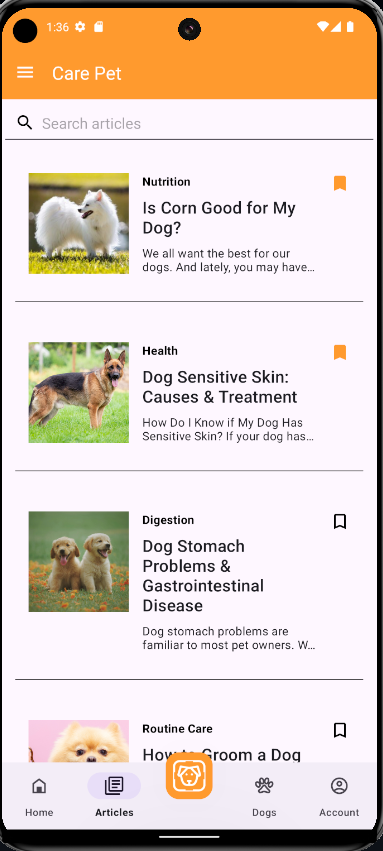 1:36
Care Pet
Search articles
Nutrition
Is Corn Good for My
Dog?
We all want the best for our
dogs. And lately, you may have...
Health
Dog Sensitive Skin:
Causes & Treatment
How Do I Know if My Dog Has
Sensitive Skin? If your dog has...
Digestion
Dog Stomach
Problems &
Gastrointestinal
Disease
Dog stomach problems are
familiar to most pet owners. W...
Routine Care
How to Groom a Dog
Home
Articles
Dogs
Account